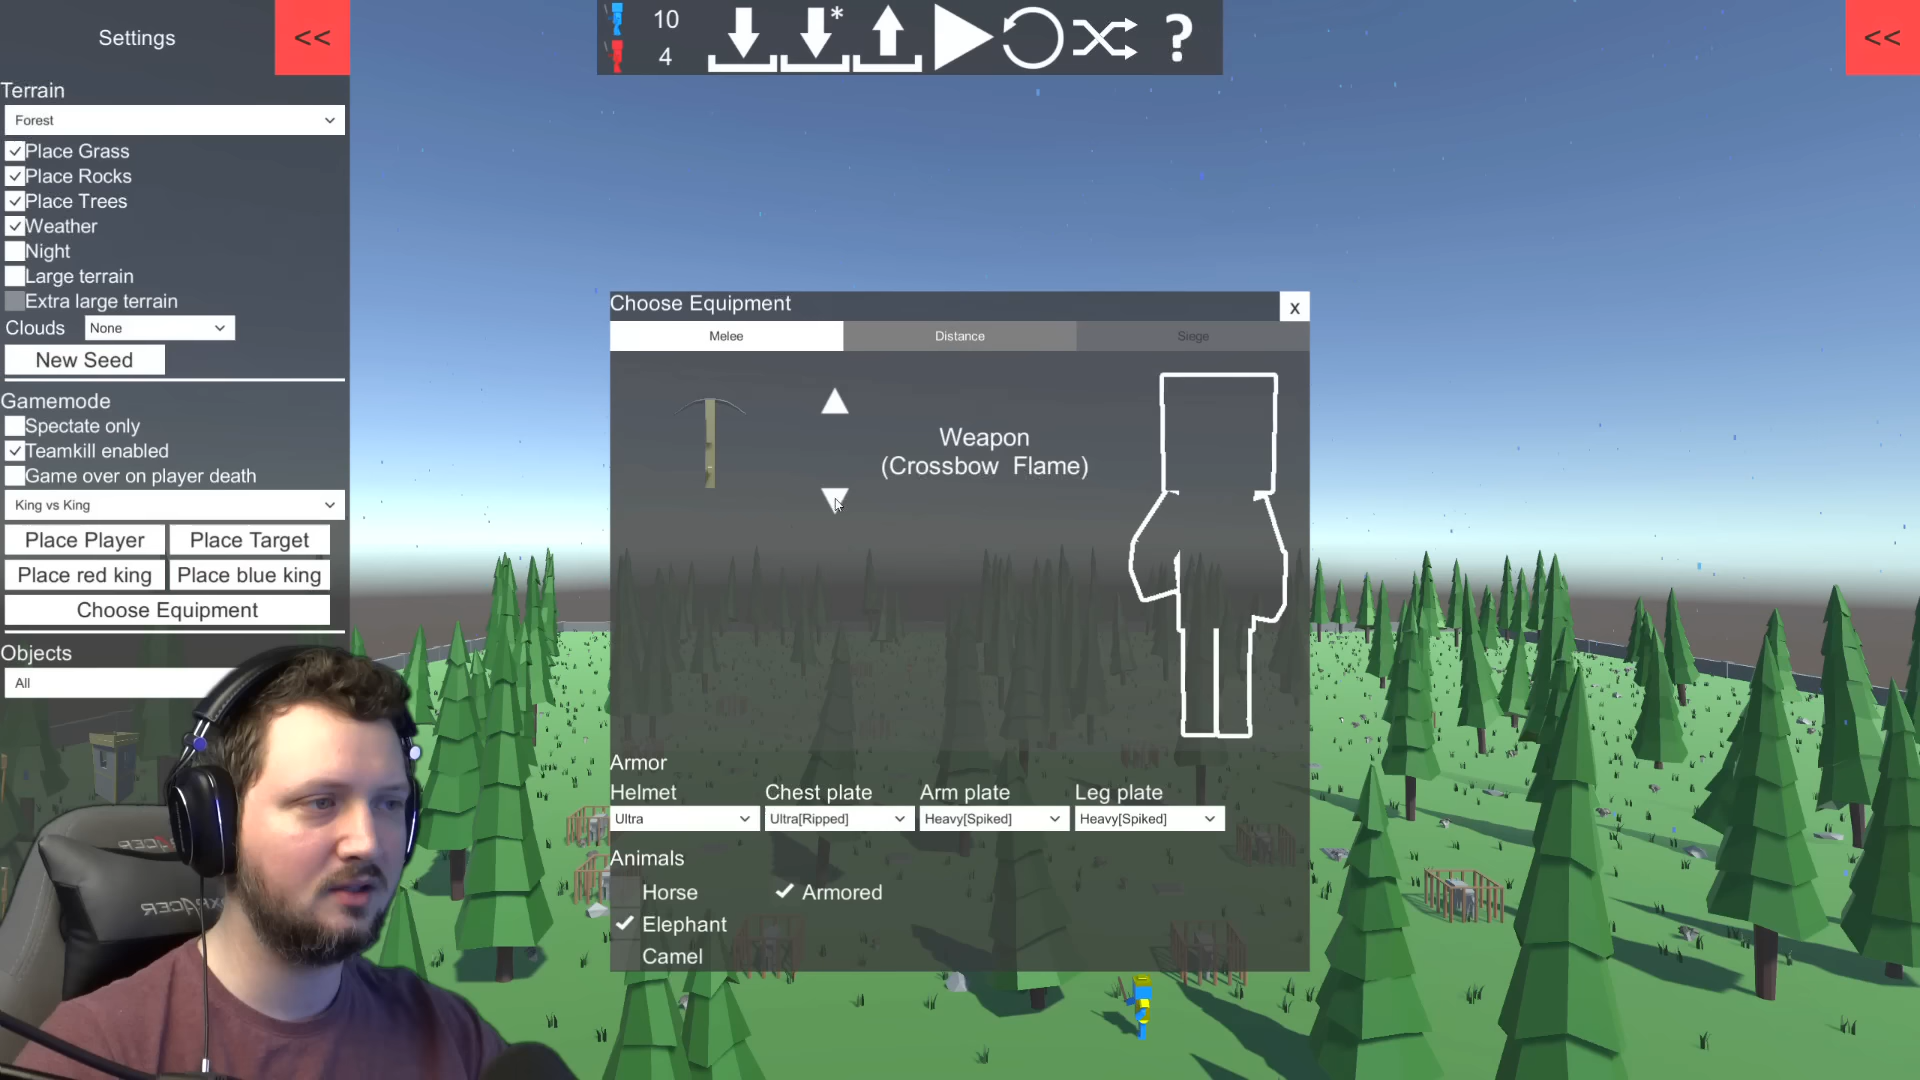 Settings
<<
10
4
*
?
<<
Terrain
Forest
Place Grass
Place Rocks
Place Trees
Weather
Night
Large terrain
Extra large terrain
Clouds
None
New Seed
Gamemode
Spectate only
Teamkill enabled
Game over on player death
King vs King
Place Player
Place Target
Place red king
Place blue king
Choose Equipment
Objects
All
Choose Equipment
x
Melee
Distance
Siege
Weapon
(Crossbow Flame)
Armor
Helmet
Chest plate
Arm plate
Leg plate
Ultra
Ultra[Ripped]
Heavy[Spiked]
Heavy[Spiked]
Animals
Horse
Armored
Elephant
Camel